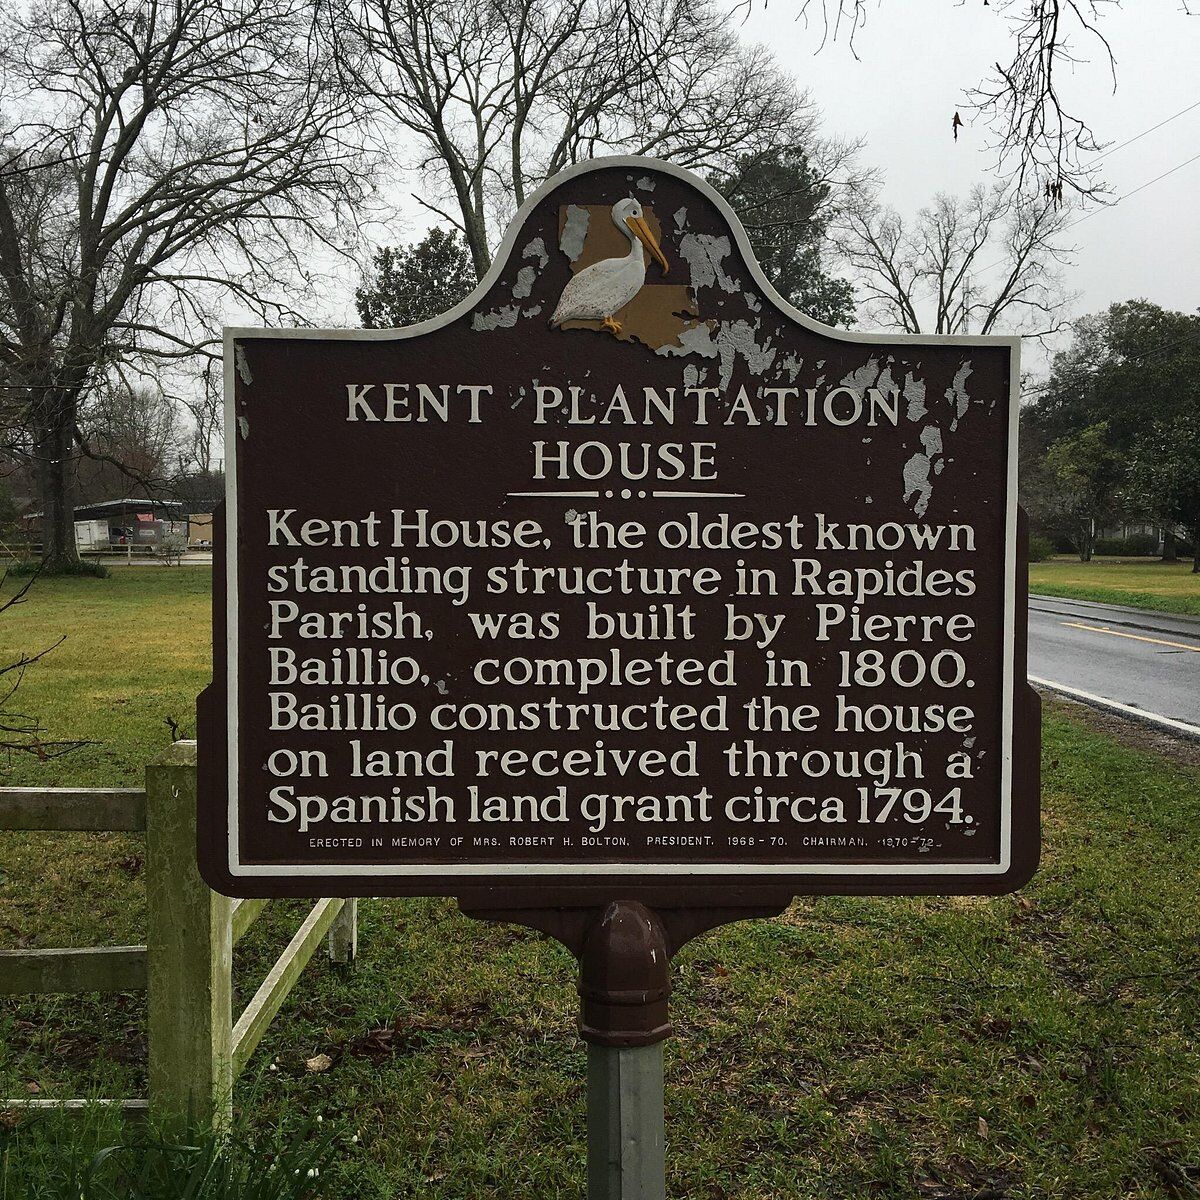 KENT PLANTATION
HOUSE
Kent House, the oldest known
standing structure in Rapides
Parish, was built by Pierre
Baillio, completed in 1800.
Baillio constructed the house
on land received through a
Spanish land grant circa 1794.
ERECTED IN MEMORY OF MRS. ROBERT H. BOLTON, PRESIDENT, 1968-70. CHAIRMAN, 1970-72